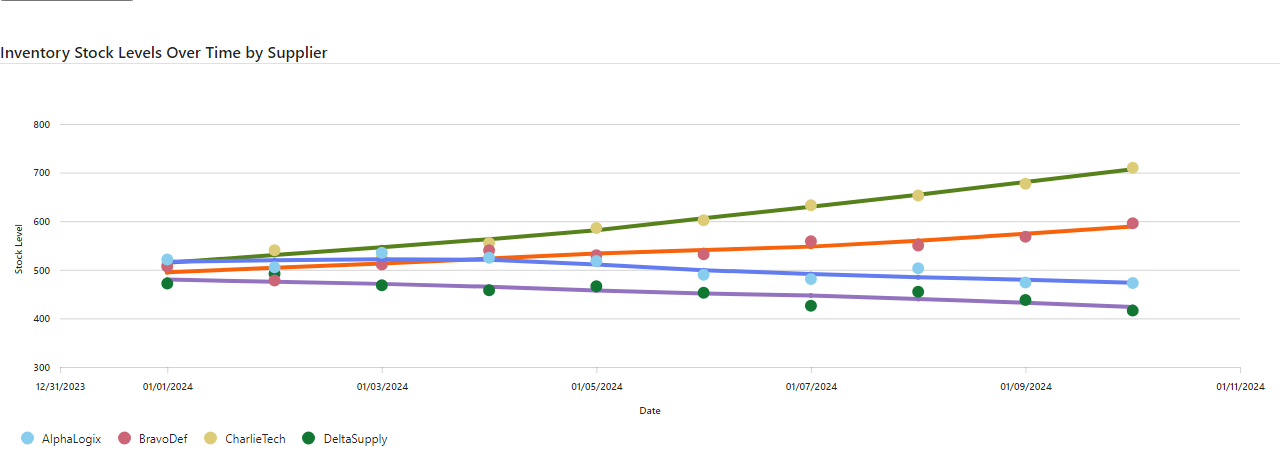 Inventory Stock Levels Over Time by Supplier
800
700
600
500
400
300
Stock Level
12/31/2023 01/01/2024 01/03/2024 01/05/2024 01/07/2024 01/09/2024 01/11/2024
Date
AlphaLogix BravoDef CharlieTech DeltaSupply